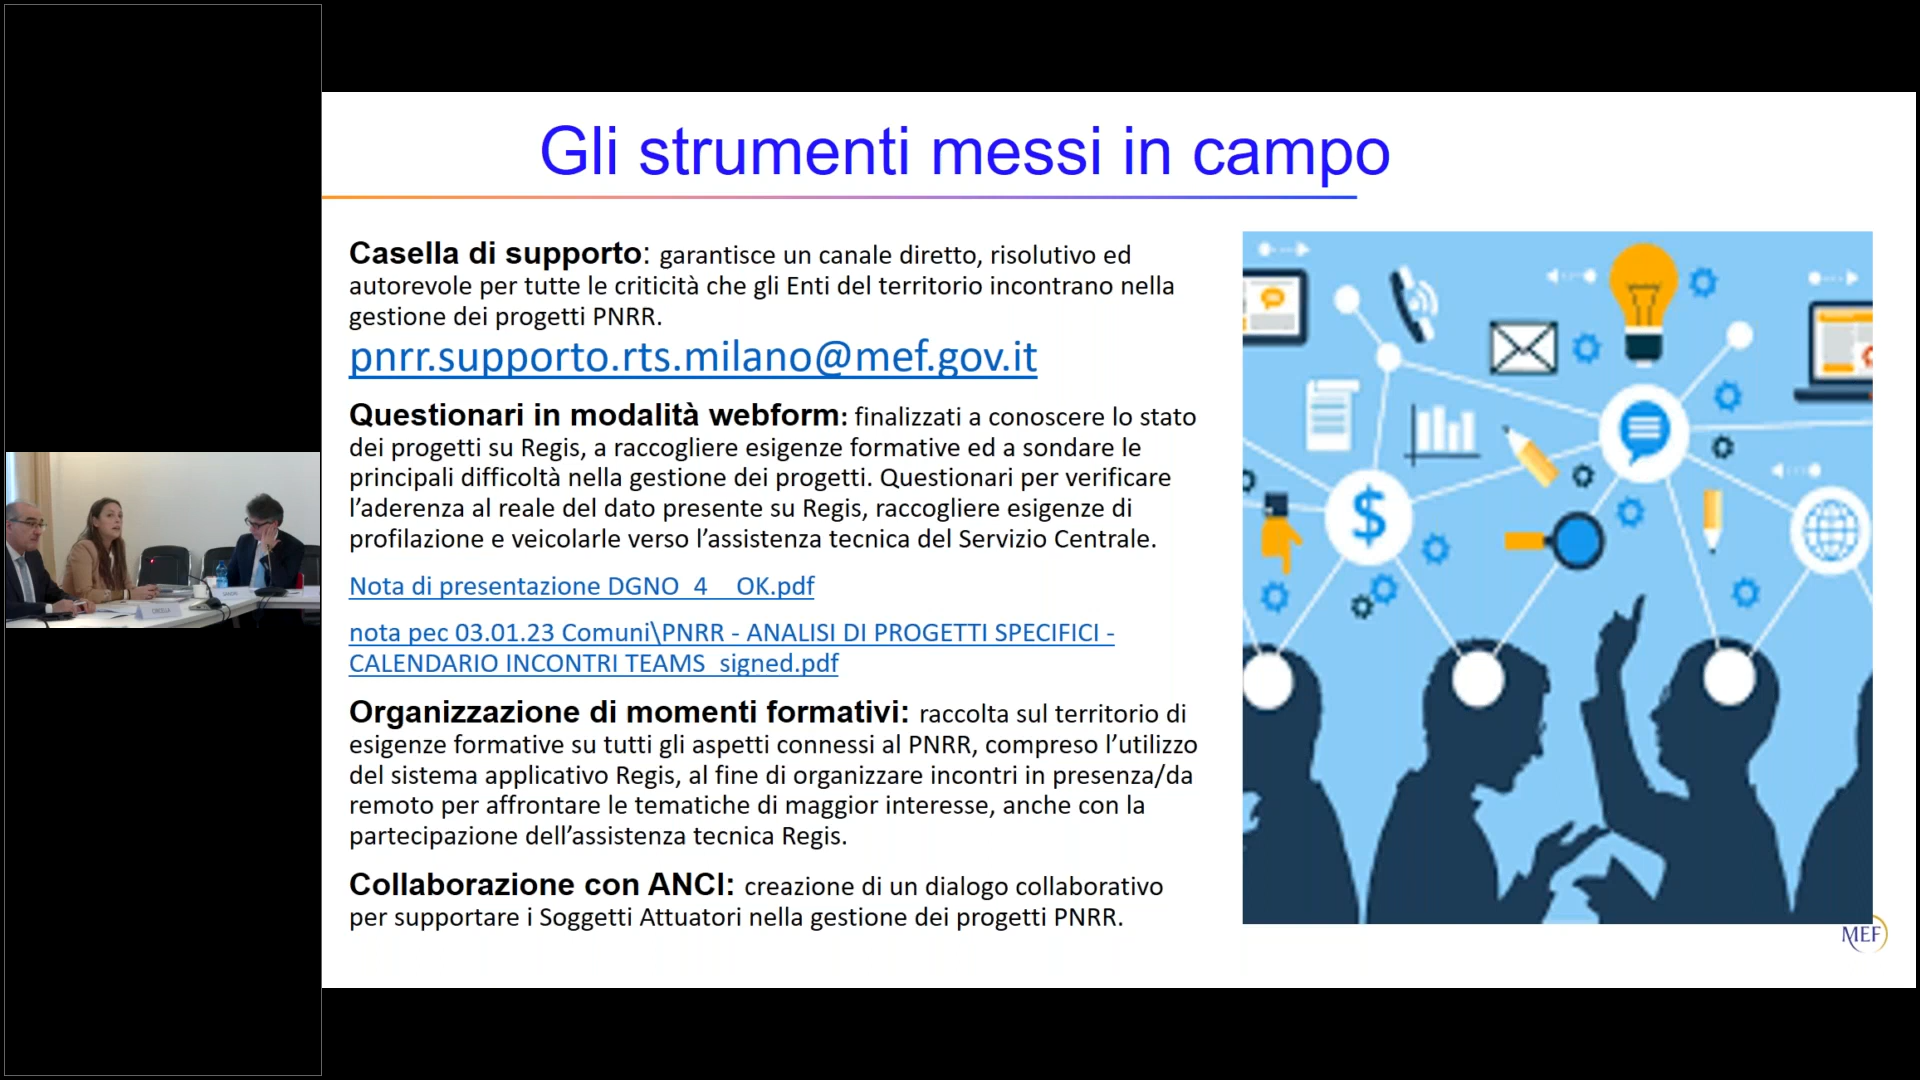 Gli strumenti messi in campo
Casella di supporto: garantisce un canale diretto, risolutivo ed
autorevole per tutte le criticità che gli Enti del territorio incontrano nella
gestione dei progetti PNRR.
pnrr.supporto.rts.milano@mef.gov.it
Questionari in modalità webform: finalizzati a conoscere lo stato
dei progetti su Regis, a raccogliere esigenze formative ed a sondare le
principali difficoltà nella gestione dei progetti. Questionari per verificare
l’aderenza al reale del dato presente su Regis, raccogliere esigenze di
profilazione e veicolarle verso l’assistenza tecnica del Servizio Centrale.
Nota di presentazione DGNO_4__OK.pdf
nota pec 03.01.23 Comuni\PNRR - ANALISI DI PROGETTI SPECIFICI -
CALENDARIO INCONTRI TEAMS_signed.pdf
Organizzazione di momenti formativi: raccolta sul territorio di
esigenze formative su tutti gli aspetti connessi al PNRR, compreso l’utilizzo
del sistema applicativo Regis, al fine di organizzare incontri in presenza/da
remoto per affrontare le tematiche di maggior interesse, anche con la
partecipazione dell’assistenza tecnica Regis.
Collaborazione con ANCI: creazione di un dialogo collaborativo
per supportare i Soggetti Attuatori nella gestione dei progetti PNRR.
$
MEF